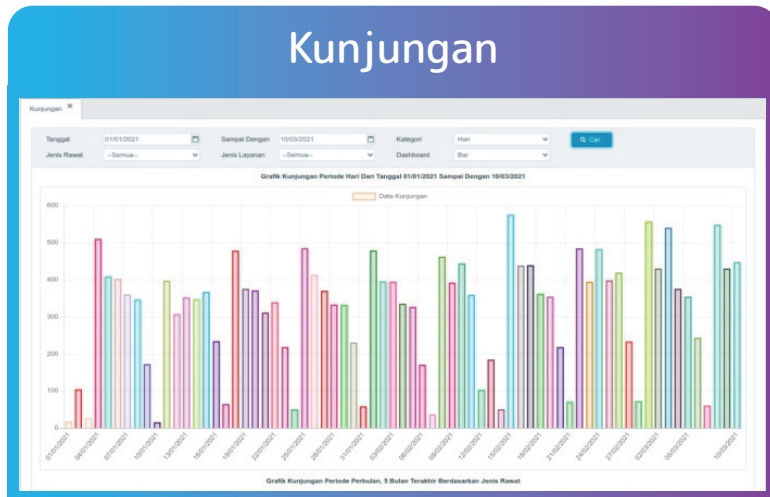 Kunjungan
Kunjungan ×
Tanggal 01/01/2021 Sampai Dengan 10/03/2021 Kategori Hari Cari
Jenis Rawat --Semua-- Jenis Layanan --Semua-- Dashboard Bar
Grafik Kunjungan Periode Hari Dari Tanggal 01/01/2021 Sampai Dengan 10/03/2021
Data Kunjungan
600
500
400
300
200
100
0
01/01/2021 04/01/2021 07/01/2021 10/01/2021 13/01/2021 16/01/2021 19/01/2021 22/01/2021 25/01/2021 28/01/2021 31/01/2021 03/02/2021 06/02/2021 09/02/2021 12/02/2021 15/02/2021 18/02/2021 21/02/2021 24/02/2021 27/02/2021 02/03/2021 05/03/2021 10/03/2021
Grafik Kunjungan Periode Perbulan, 5 Bulan Terakhir Berdasarkan Jenis Rawat